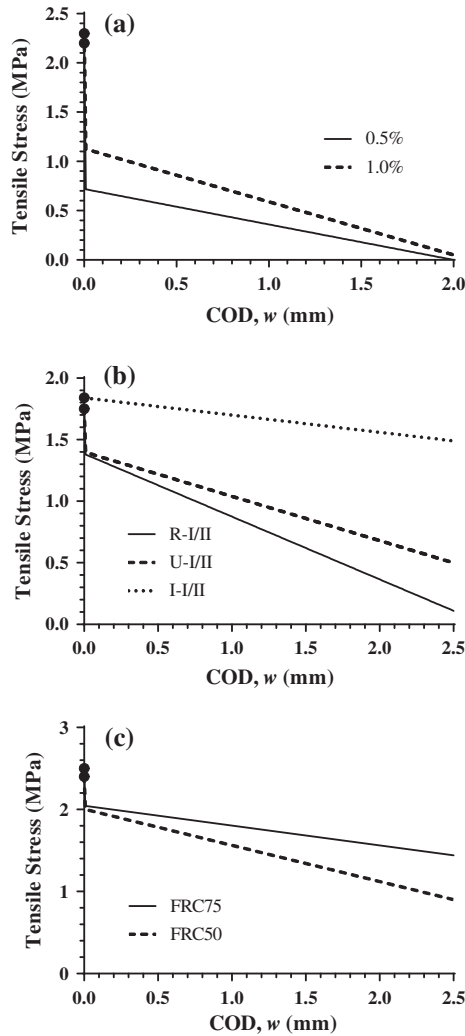 (a)
Tensile Stress (MPa)
2.5
2.0
1.5
1.0
0.5
0.0
0.5%
1.0%
0.0 0.5 1.0 1.5 2.0
COD, w (mm)
(b)
Tensile Stress (MPa)
2.0
1.5
1.0
0.5
0.0
R-I/II
U-I/II
I-I/II
0.0 0.5 1.0 1.5 2.0 2.5
COD, w (mm)
(c)
Tensile Stress (MPa)
3
2
1
0
FRC75
FRC50
0.0 0.5 1.0 1.5 2.0 2.5
COD, w (mm)